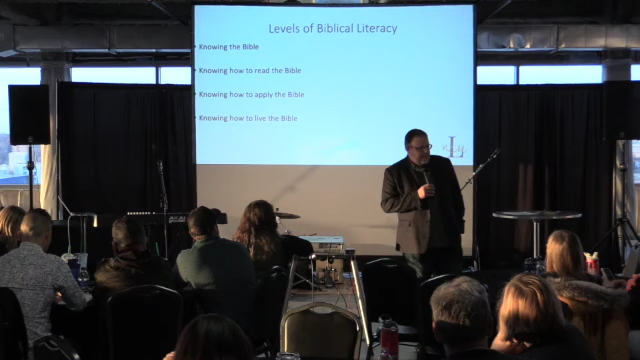 Levels of Biblical Literacy
Knowing the Bible
Knowing how to read the Bible
Knowing how to apply the Bible
Knowing how to live the Bible
L
AKAI